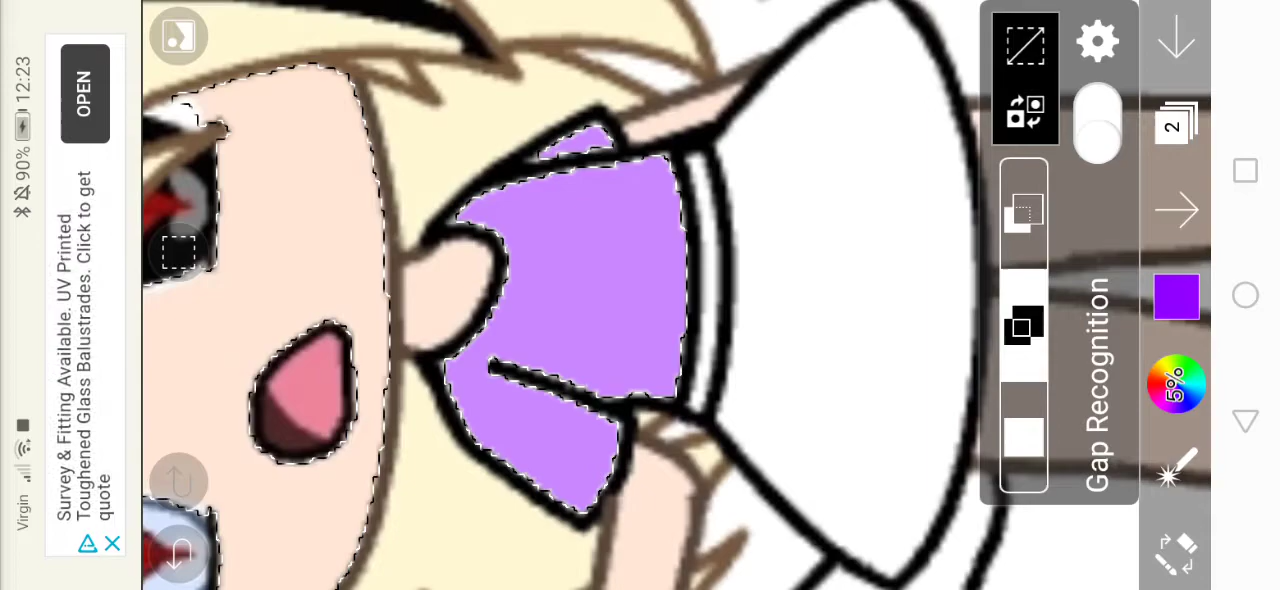 Virgin
90% 12:23
Survey & Fitting Available. UV Printed
Toughened Glass Balustrades. Click to get
quote
OPEN
Gap Recognition
2
5%